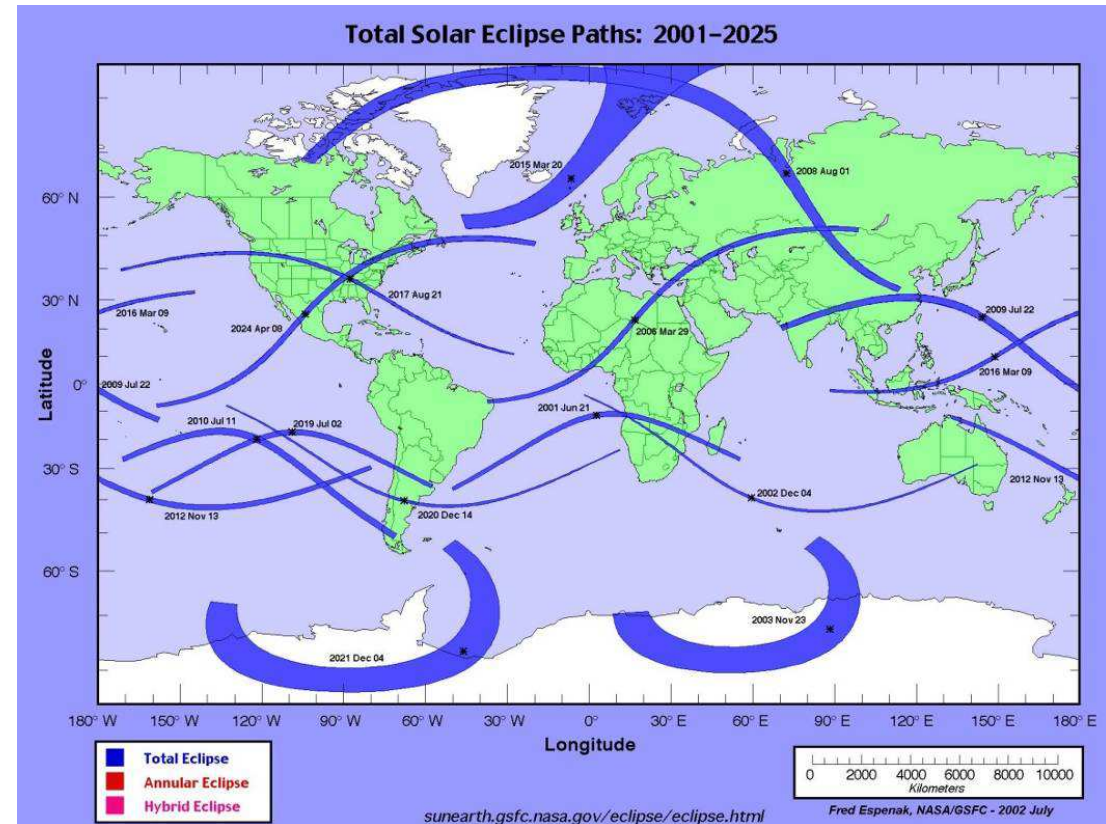 Total Solar Eclipse Paths: 2001-2025
2015 Mar 20
2008 Aug 01
60° N
2017 Aug 21
30° N
2016 Mar 09
2009 Jul 22
2024 Apr 08
2006 Mar 29
2016 Mar 09
Latitude
0°
2009 Jul 22
2001 Jun 21
2010 Jul 11
2019 Jul 02
30° S
2012 Nov 13
2002 Dec 04
2012 Nov 13
2020 Dec 14
60° S
2003 Nov 23
2021 Dec 04
180° W 150° W 120° W 90° W 60° W 30° W 0° 30° E 60° E 90° E 120° E 150° E 180° E
Longitude
Total Eclipse
Annular Eclipse
Hybrid Eclipse
0 2000 4000 6000 8000 10000
Kilometers
sunearth.gsfc.nasa.gov/eclipse/eclipse.html
Fred Espenak, NASA/GSFC - 2002 July